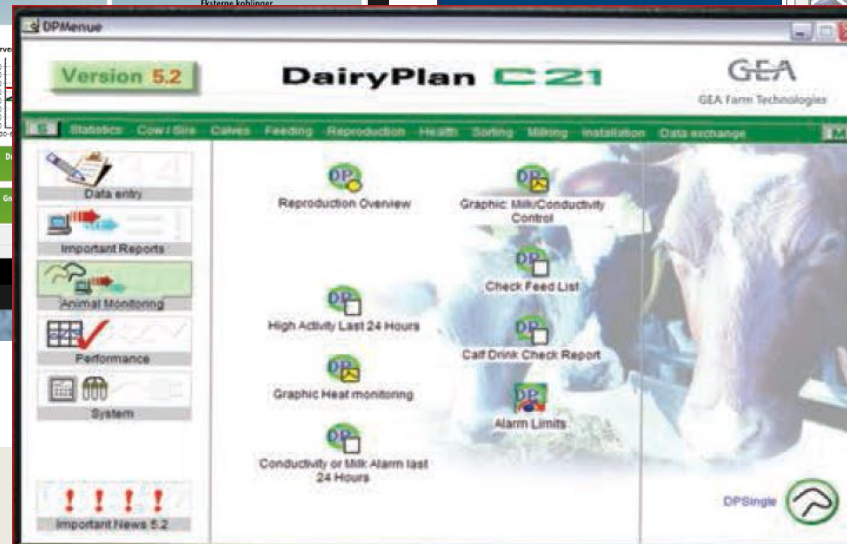 Eksterne koblinger
DPMenue
Version 5.2
DairyPlan C21
GEA
GEA Farm Technologies
Statistics Cow / Sire Calves Feeding Reproduction Health Sorting Milking Installation Data exchange
Data entry
Important Reports
Animal Monitoring
Performance
System
Important News 5.2
Reproduction Overview
High Activity Last 24 Hours
Graphic Heat monitoring
Conductivity or Milk Alarm last
24 Hours
Graphic: Milk/Conductivity
Control
Check Feed List
Calf Drink Check Report
Alarm Limits
DPSingle